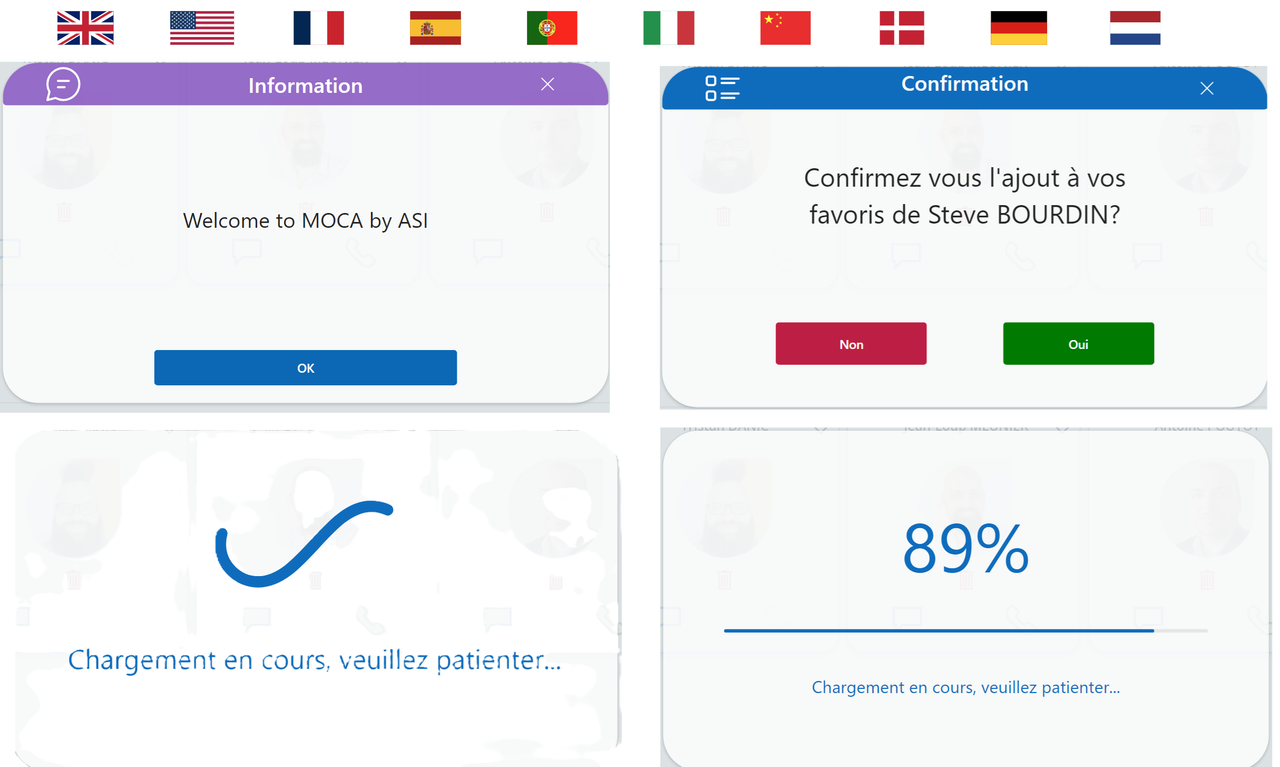 Information
Welcome to MOCA by ASI
OK
Confirmation
Confirmez vous l'ajout à vos
favoris de Steve BOURDIN?
Non
Oui
Chargement en cours, veuillez patienter...
89%
Chargement en cours, veuillez patienter...